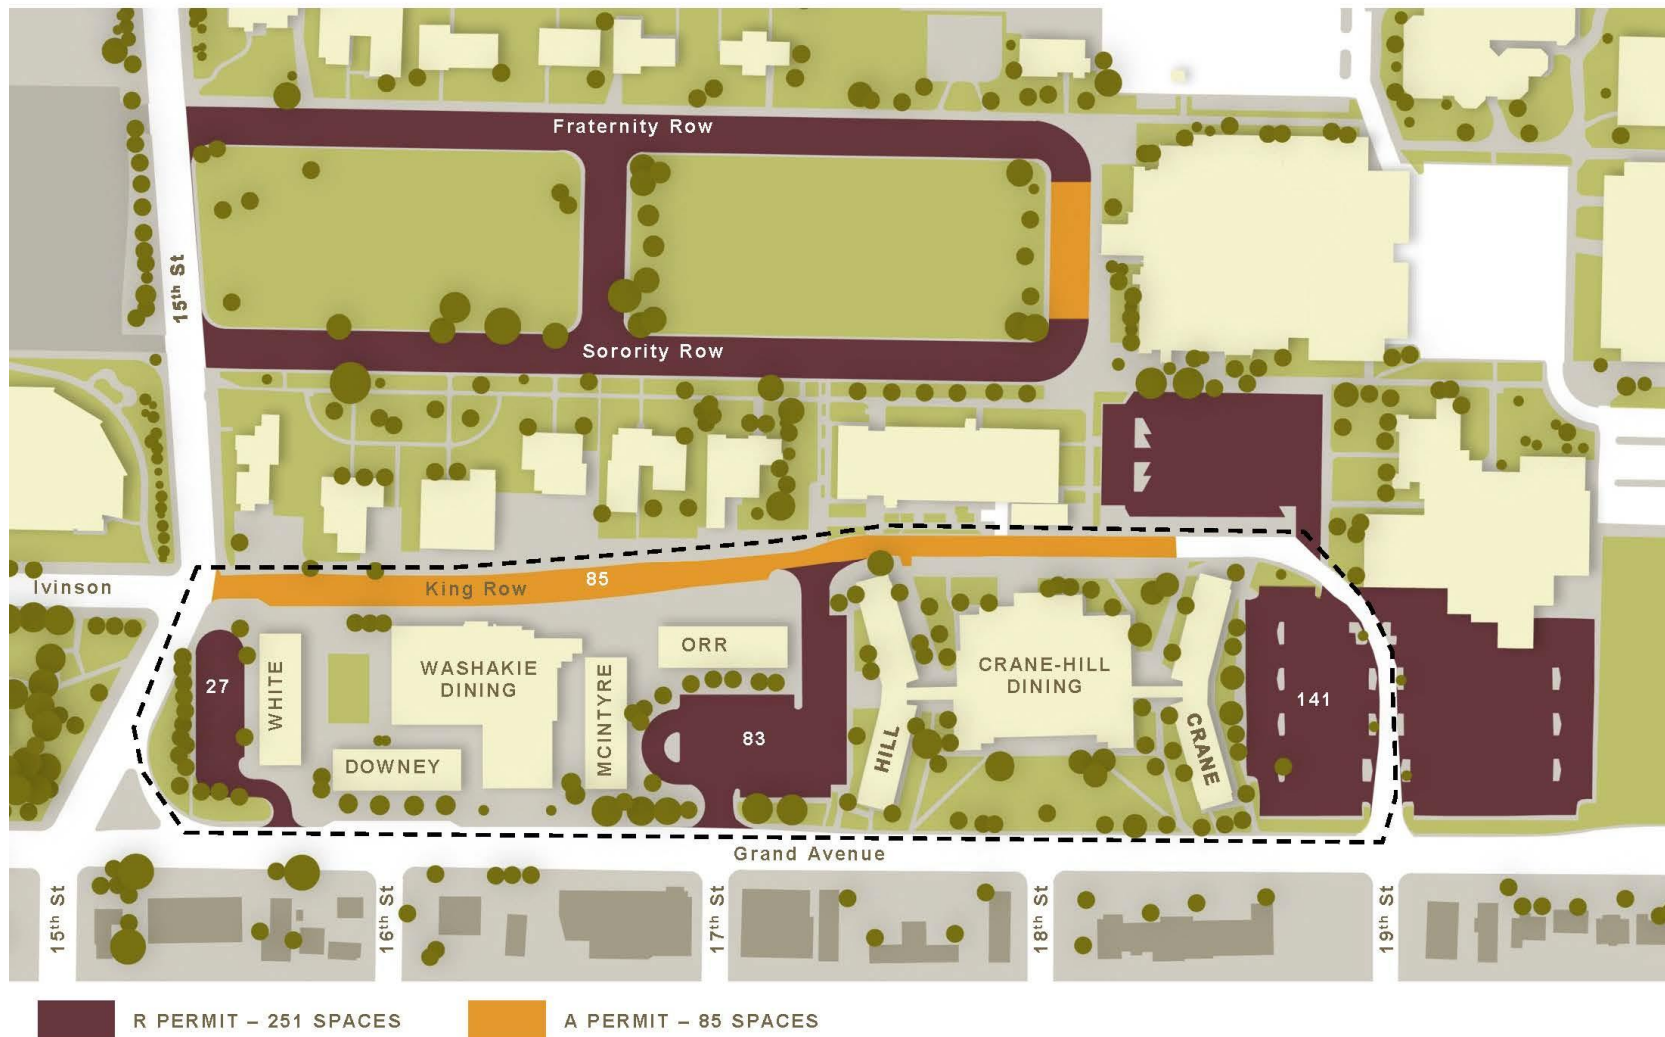 Fraternity Row
15th St
Sorority Row
Ivinson
King Row
85
27
WHITE
WASHAKIE
DINING
MCINTYRE
ORR
DOWNEY
83
HILL
CRANE-HILL
DINING
CRANE
141
Grand Avenue
15th St
16th St
17th St
18th St
19th St
R PERMIT – 251 SPACES
A PERMIT – 85 SPACES